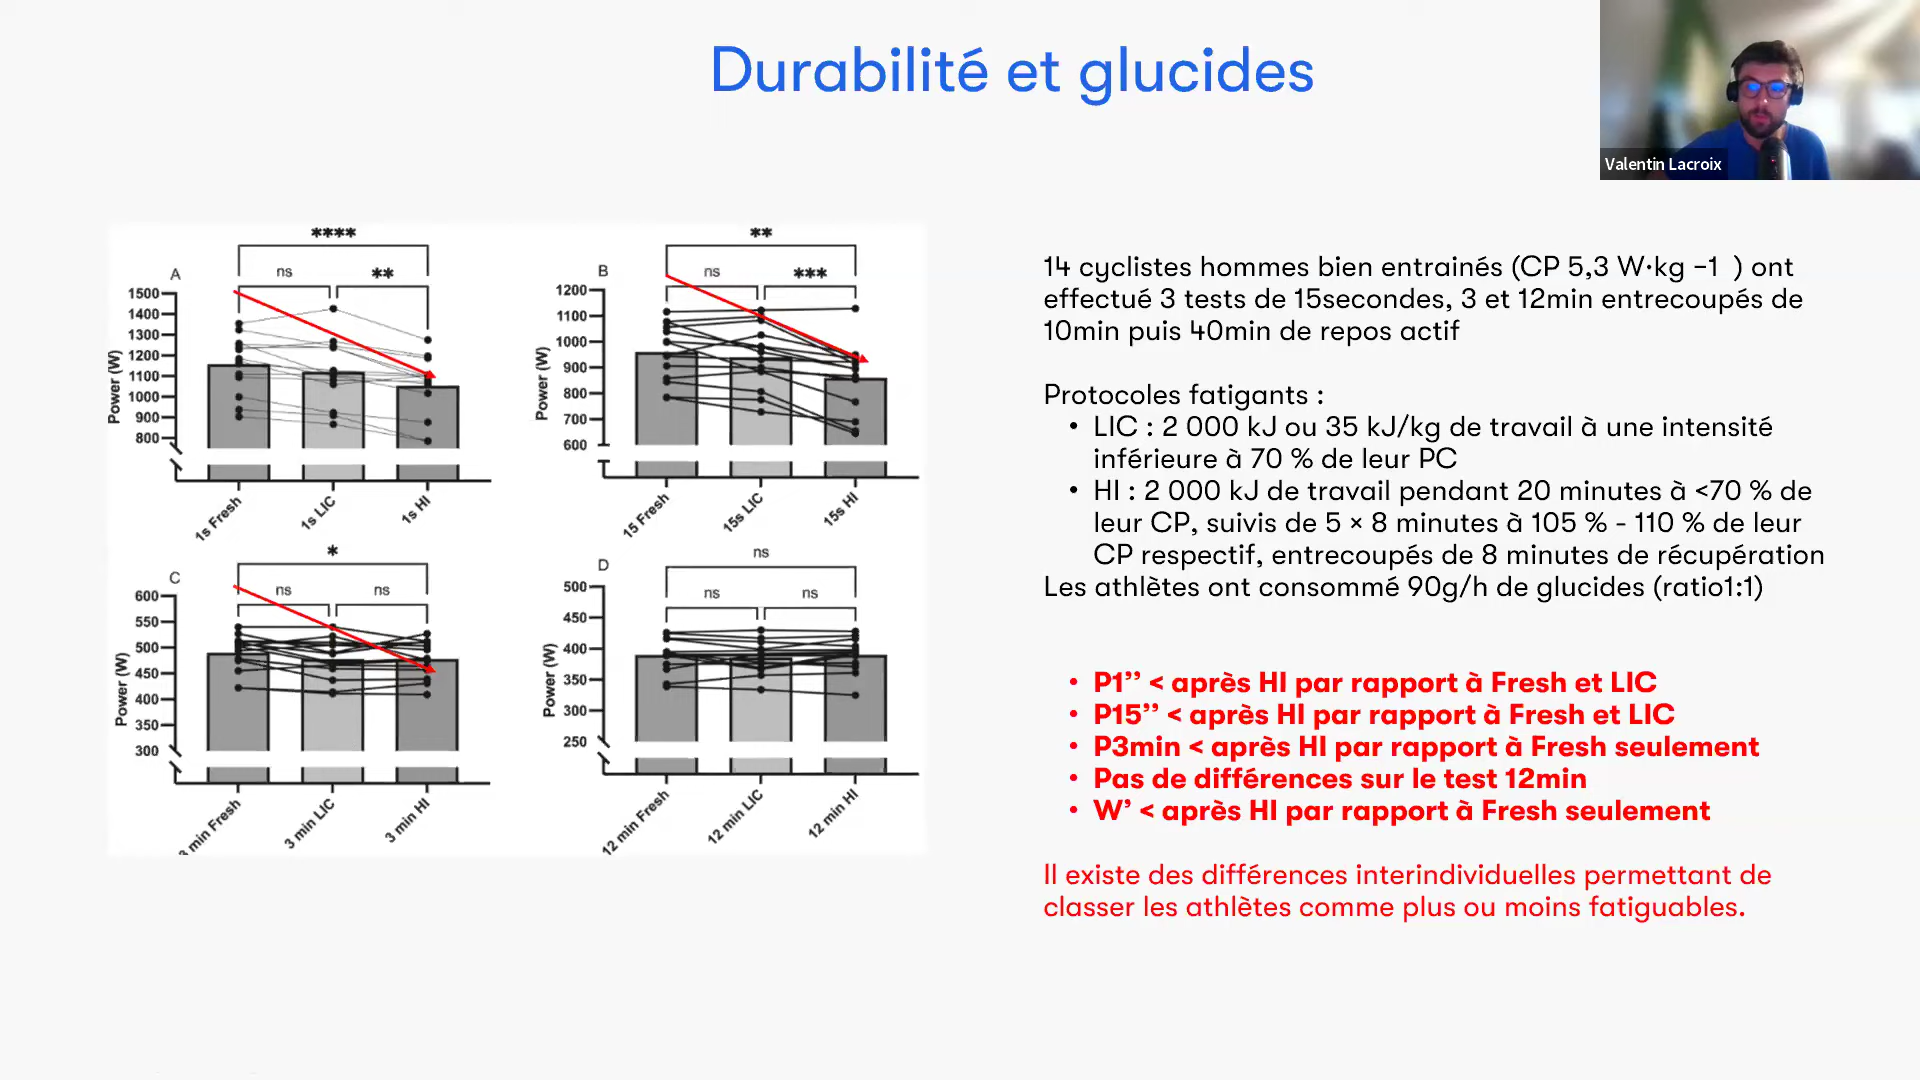 Durabilité et glucides
Valentin Lacroix
****
ns
**
A
1500
1400
1300
1200
1100
1000
900
800
Power (W)
1s Fresh
1s LIC
1s HI
**
ns
***
B
1200
1100
1000
900
800
700
600
Power (W)
15 Fresh
15s LIC
15s HI
*
ns
ns
C
600
550
500
450
400
350
300
Power (W)
3 min Fresh
3 min LIC
3 min HI
ns
ns
ns
D
500
450
400
350
300
250
Power (W)
12 min Fresh
12 min LIC
12 min HI
14 cyclistes hommes bien entrainés (CP 5,3 W·kg −1 ) ont
effectué 3 tests de 15secondes, 3 et 12min entrecoupés de
10min puis 40min de repos actif
Protocoles fatigants :
• LIC : 2 000 kJ ou 35 kJ/kg de travail à une intensité
inférieure à 70 % de leur PC
• HI : 2 000 kJ de travail pendant 20 minutes à <70 % de
leur CP, suivis de 5 × 8 minutes à 105 % - 110 % de leur
CP respectif, entrecoupés de 8 minutes de récupération
Les athlètes ont consommé 90g/h de glucides (ratio1:1)
• P1’’ < après HI par rapport à Fresh et LIC
• P15’’ < après HI par rapport à Fresh et LIC
• P3min < après HI par rapport à Fresh seulement
• Pas de différences sur le test 12min
• W’ < après HI par rapport à Fresh seulement
Il existe des différences interindividuelles permettant de
classer les athlètes comme plus ou moins fatiguables.